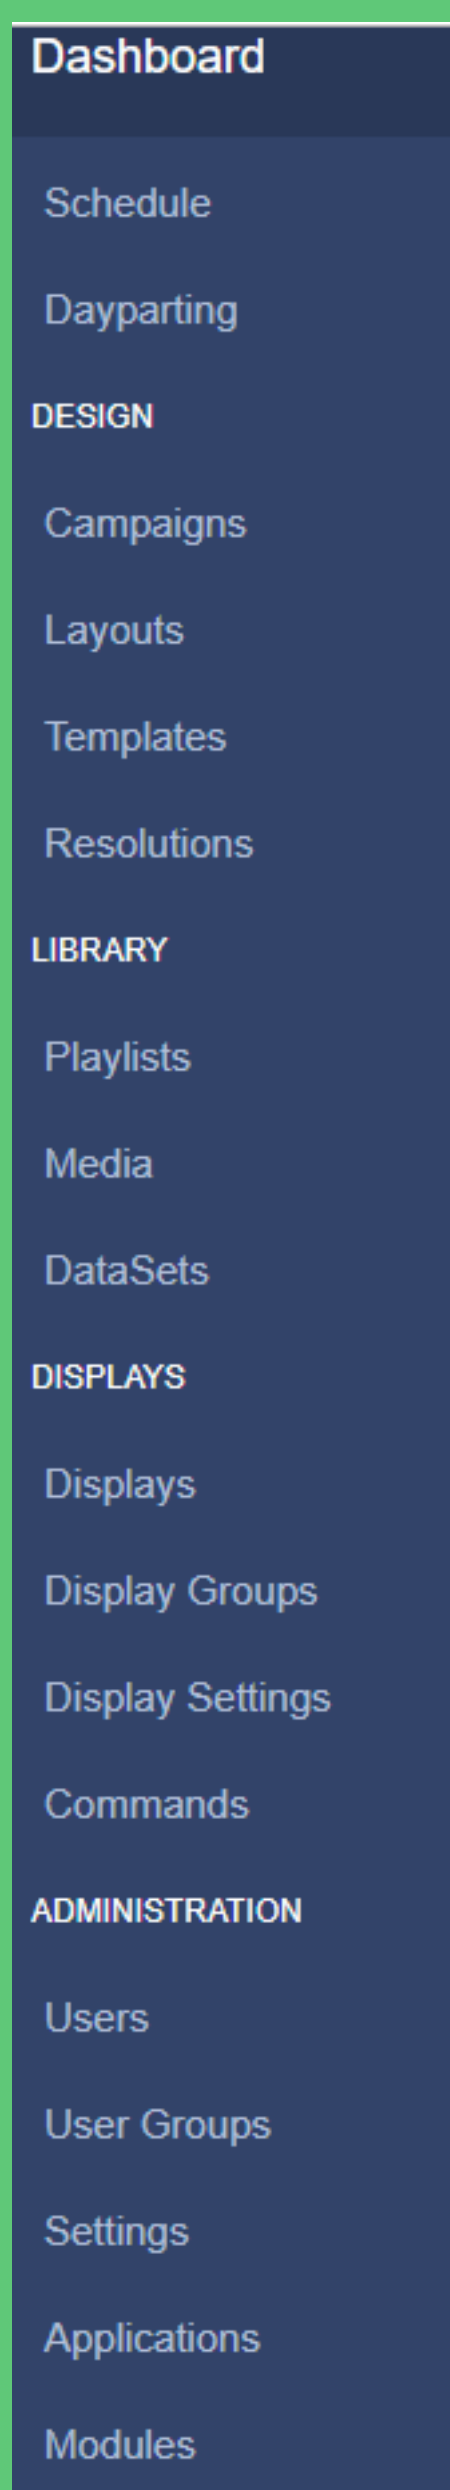 Dashboard
Schedule
Dayparting
DESIGN
Campaigns
Layouts
Templates
Resolutions
LIBRARY
Playlists
Media
DataSets
DISPLAYS
Displays
Display Groups
Display Settings
Commands
ADMINISTRATION
Users
User Groups
Settings
Applications
Modules